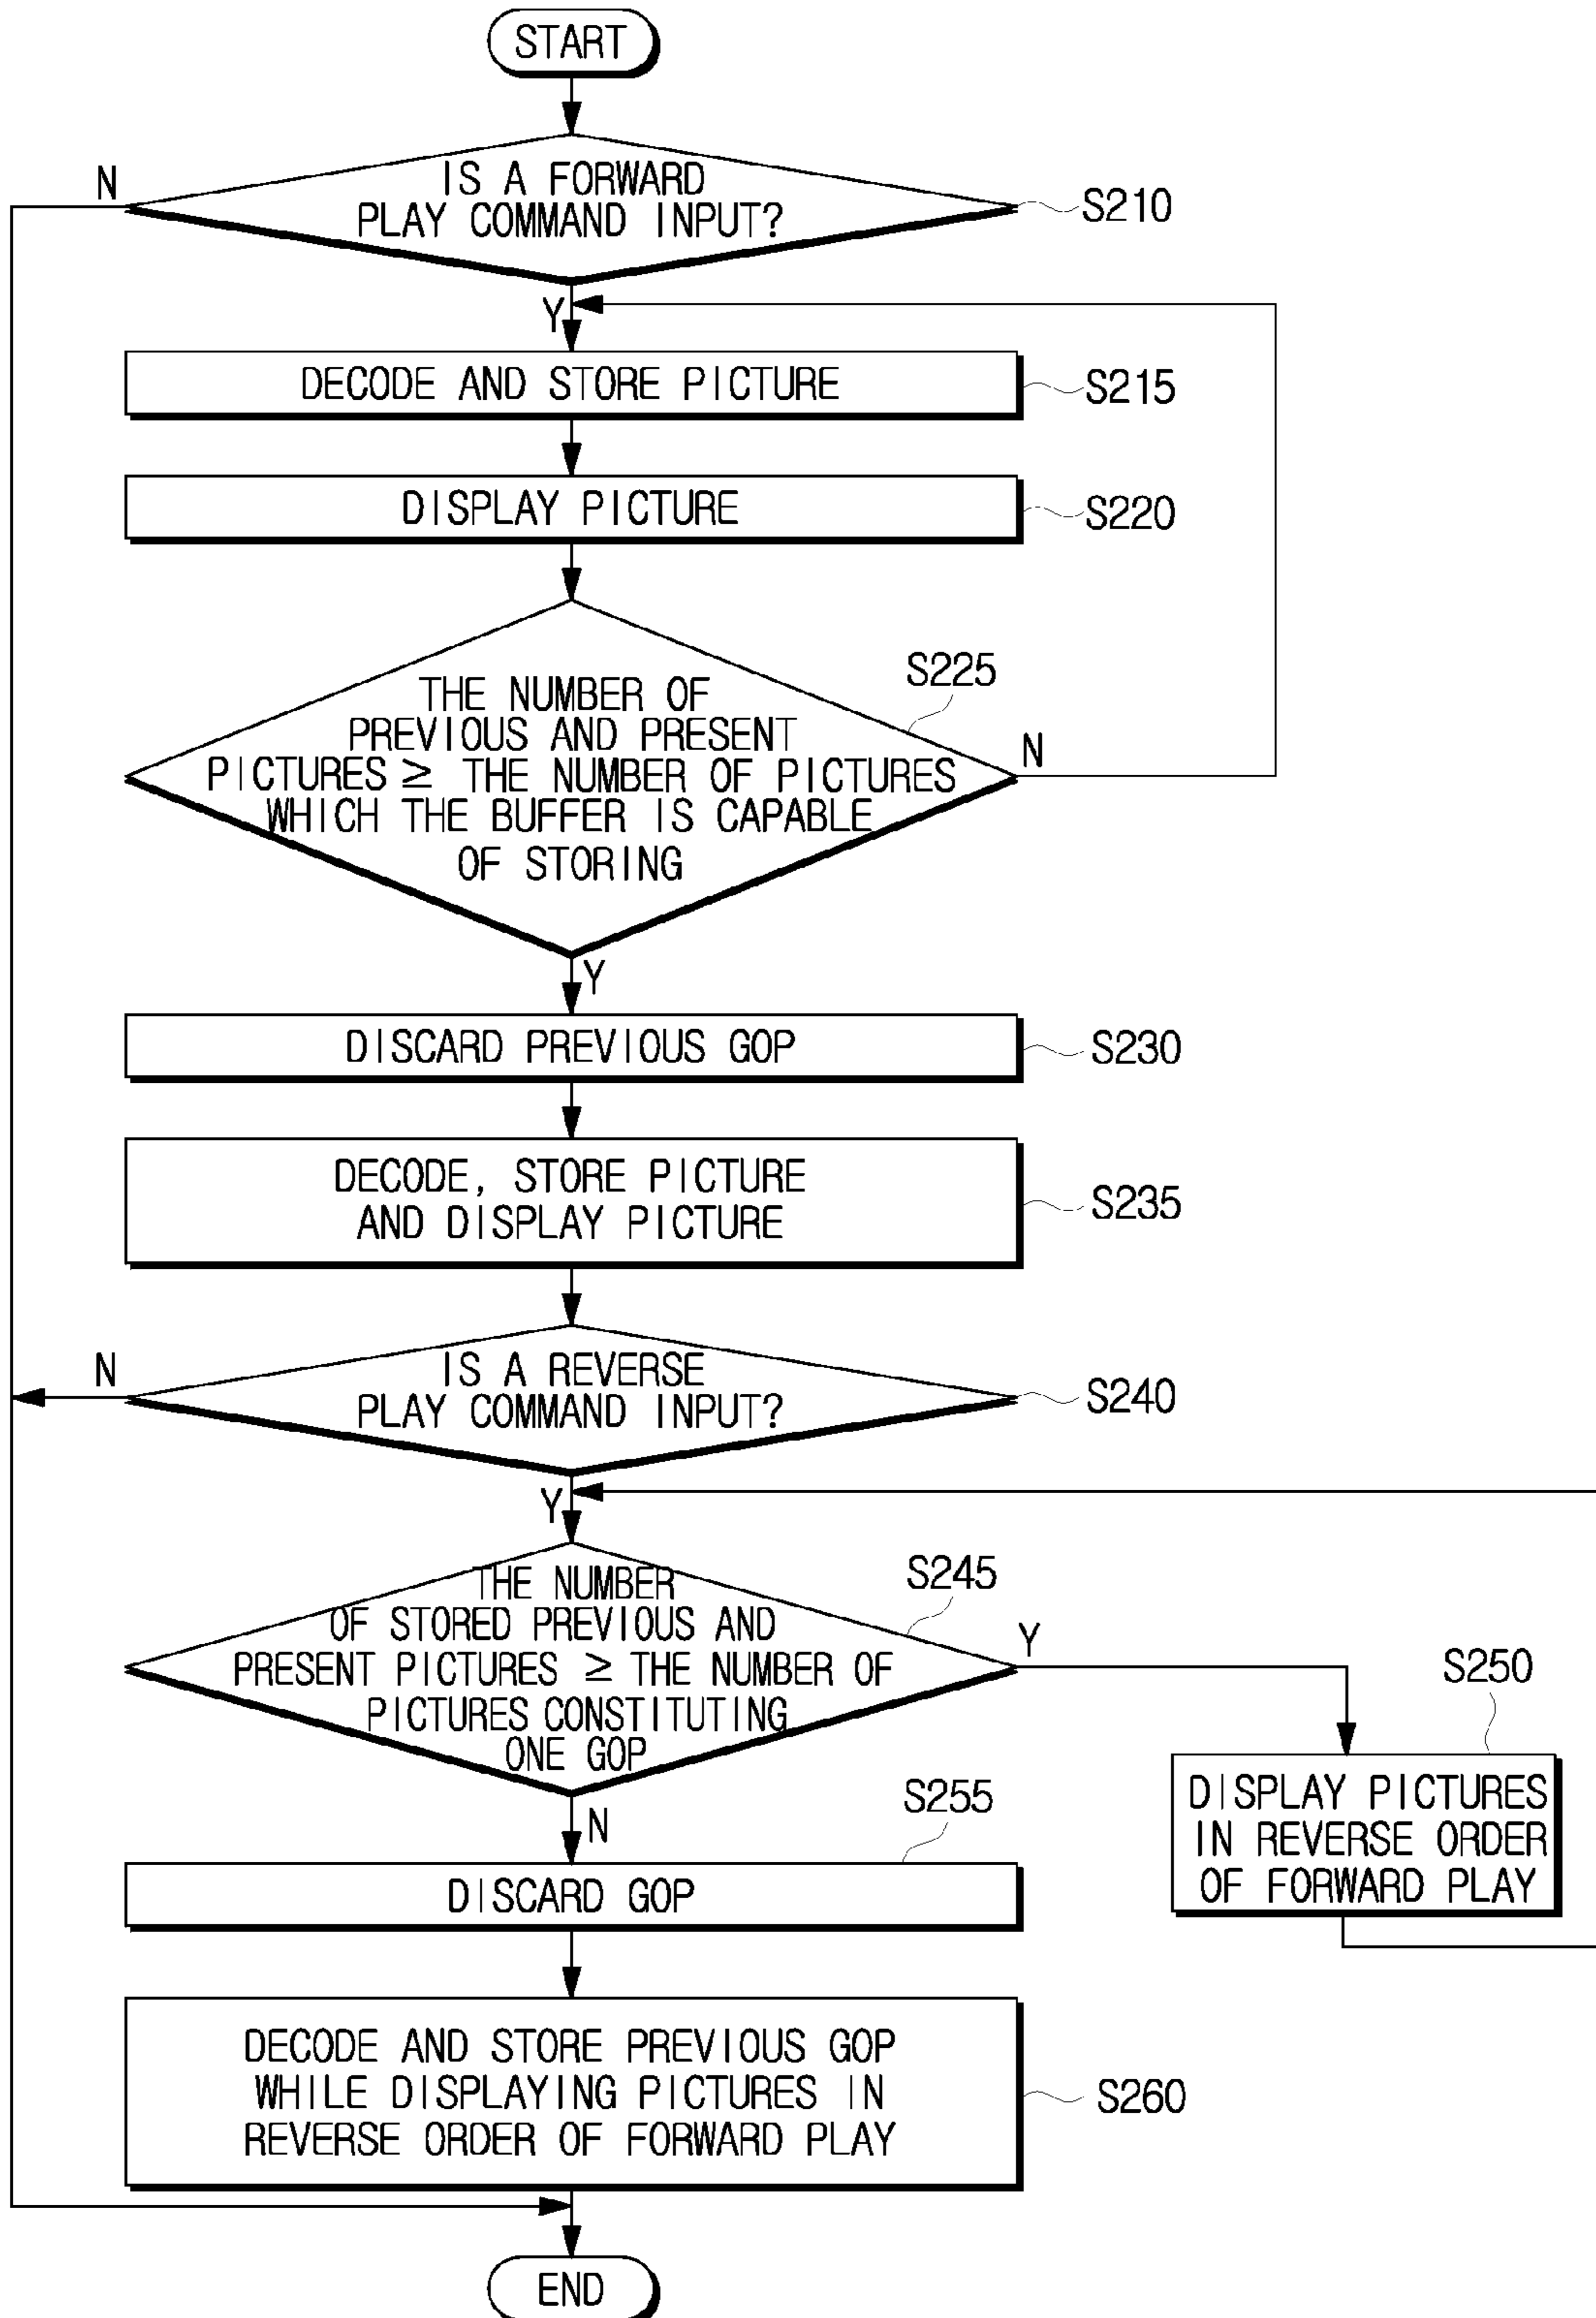 START
N
IS A FORWARD
PLAY COMMAND INPUT?
S210
Y
DECODE AND STORE PICTURE
S215
DISPLAY PICTURE
S220
S225
THE NUMBER OF
PREVIOUS AND PRESENT
PICTURES ≥ THE NUMBER OF PICTURES
WHICH THE BUFFER IS CAPABLE
OF STORING
N
Y
DISCARD PREVIOUS GOP
S230
DECODE, STORE PICTURE
AND DISPLAY PICTURE
S235
N
IS A REVERSE
PLAY COMMAND INPUT?
S240
Y
S245
THE NUMBER
OF STORED PREVIOUS AND
PRESENT PICTURES ≥ THE NUMBER OF
PICTURES CONSTITUTING
ONE GOP
Y
S250
DISPLAY PICTURES
IN REVERSE ORDER
OF FORWARD PLAY
N
S255
DISCARD GOP
DECODE AND STORE PREVIOUS GOP
WHILE DISPLAYING PICTURES IN
REVERSE ORDER OF FORWARD PLAY
S260
END